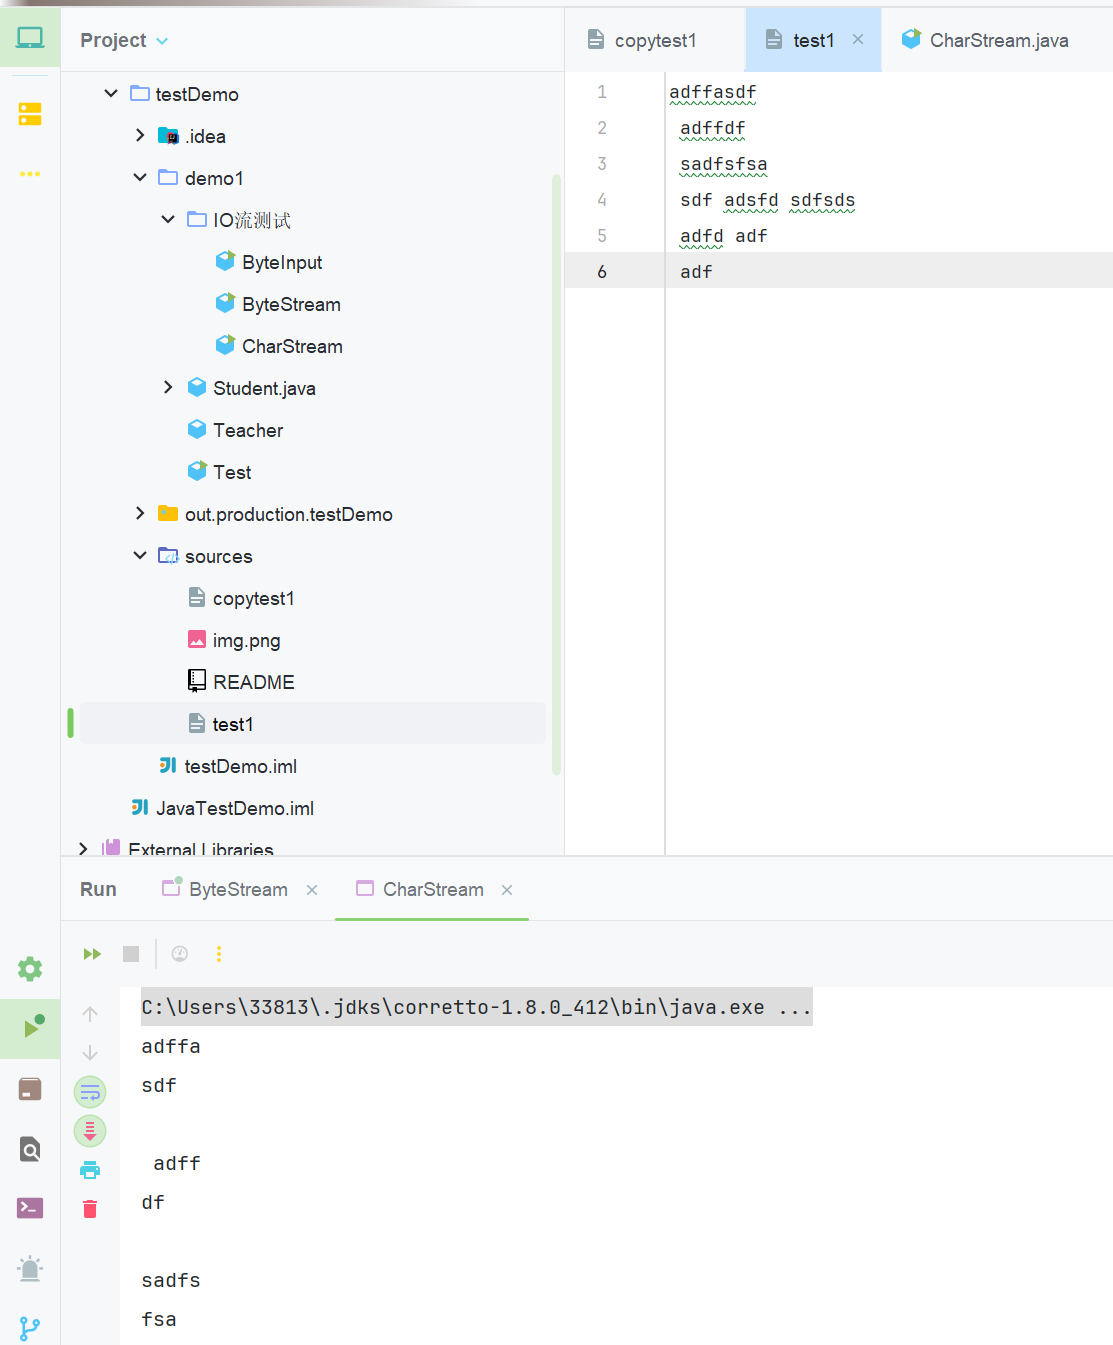 Project
testDemo
.idea
demo1
IO流测试
ByteInput
ByteStream
CharStream
Student.java
Teacher
Test
out.production.testDemo
sources
copytest1
img.png
README
test1
testDemo.iml
JavaTestDemo.iml
External Libraries
copytest1
test1
CharStream.java
1 adffasdf
2 adffdf
3 sadfsfsa
4 sdf adsfd sdfsds
5 adfd adf
6 adf
Run
ByteStream
CharStream
C:\Users\33813\.jdks\corretto-1.8.0_412\bin\java.exe ...
adffa
sdf
adff
df
sadfs
fsa